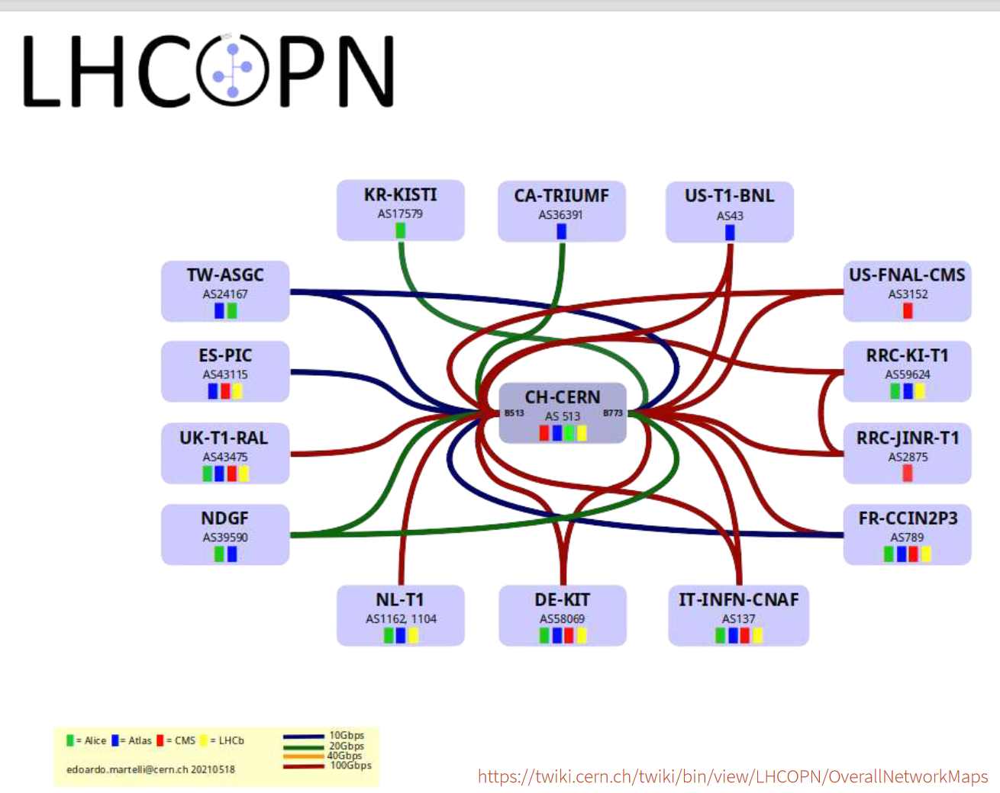 LHCOPN
KR-KISTI
AS17579
CA-TRIUMF
AS36391
US-T1-BNL
AS43
TW-ASGC
AS24167
US-FNAL-CMS
AS3152
ES-PIC
AS43115
RRC-KI-T1
AS59624
CH-CERN
B513 AS 513 B773
UK-T1-RAL
AS43475
RRC-JINR-T1
AS2875
NDGF
AS39590
FR-CCIN2P3
AS789
NL-T1
AS1162, 1104
DE-KIT
AS58069
IT-INFN-CNAF
AS137
= Alice = Atlas = CMS = LHCb
10Gbps
20Gbps
40Gbps
100Gbps
edoardo.martelli@cern.ch 20210518
https://twiki.cern.ch/twiki/bin/view/LHCOPN/OverallNetworkMaps